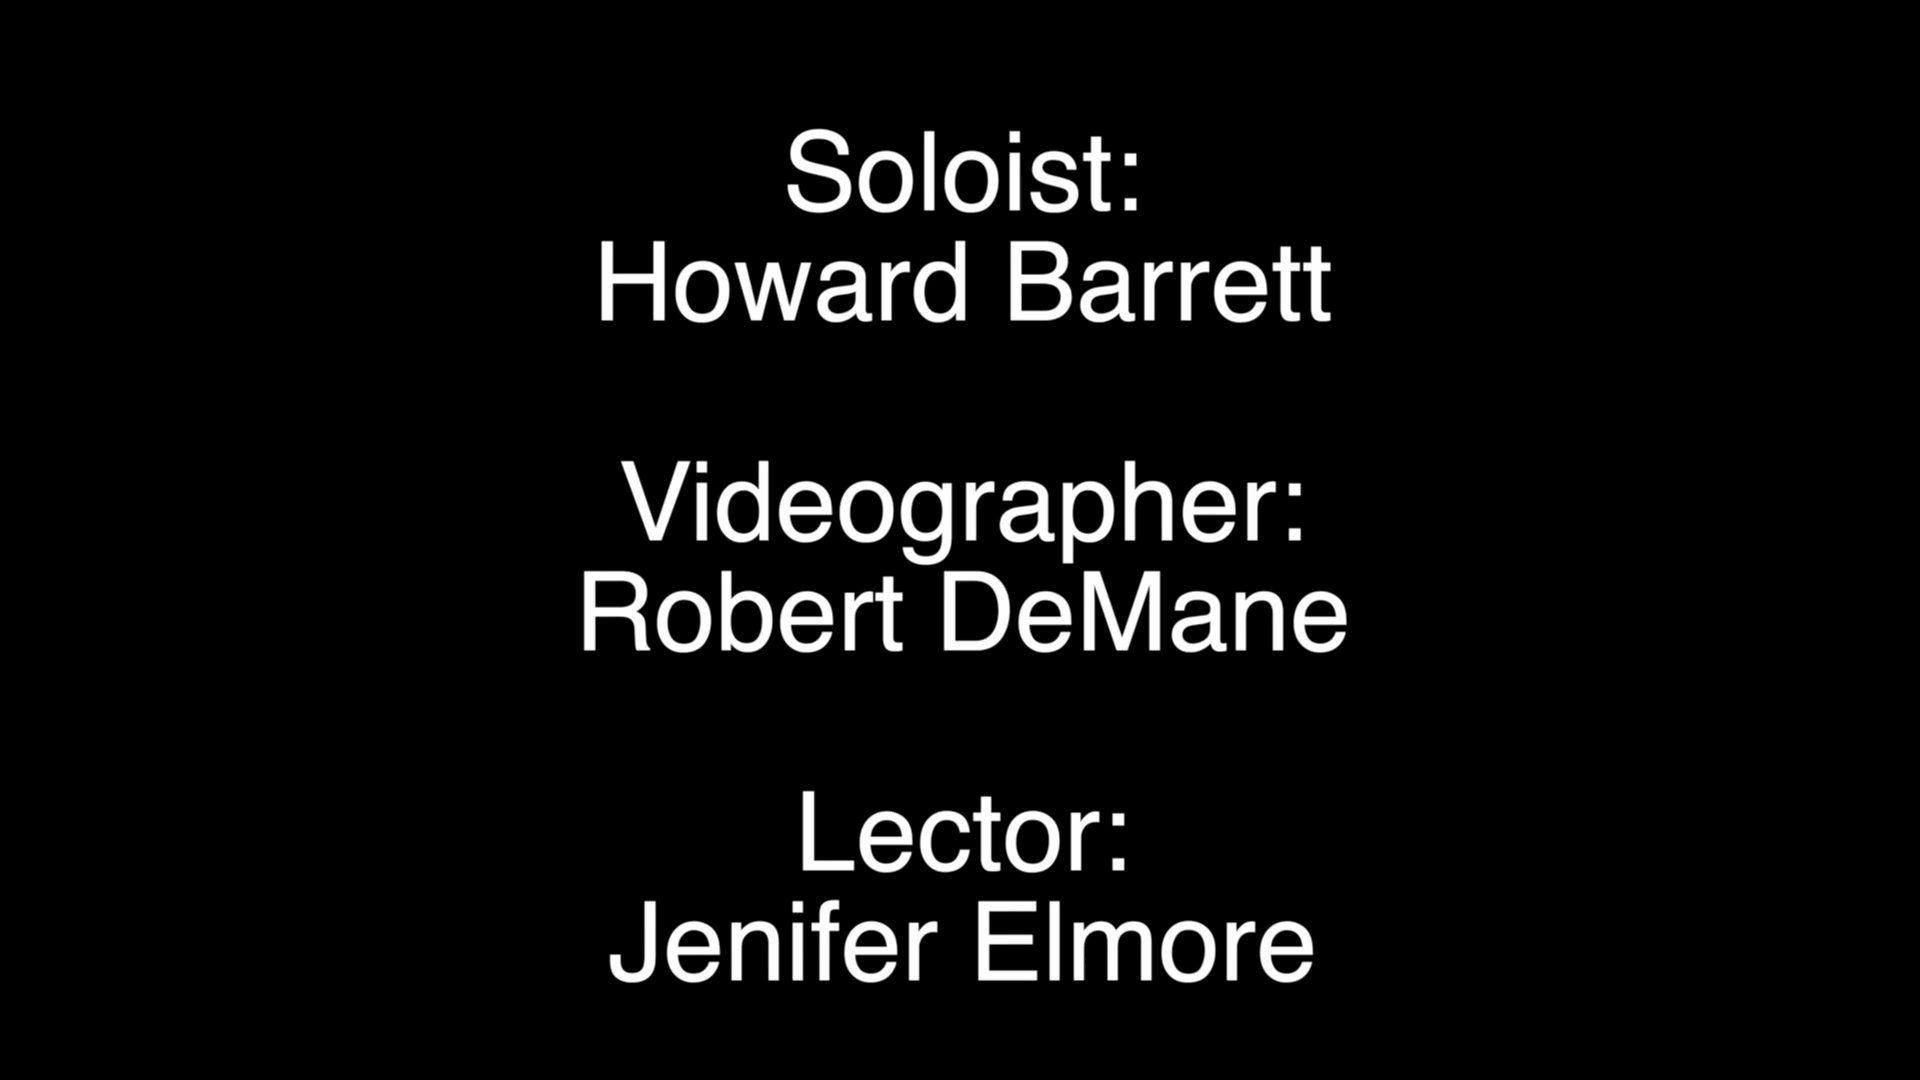 Soloist:
Howard Barrett
Videographer:
Robert DeMane
Lector:
Jenifer Elmore